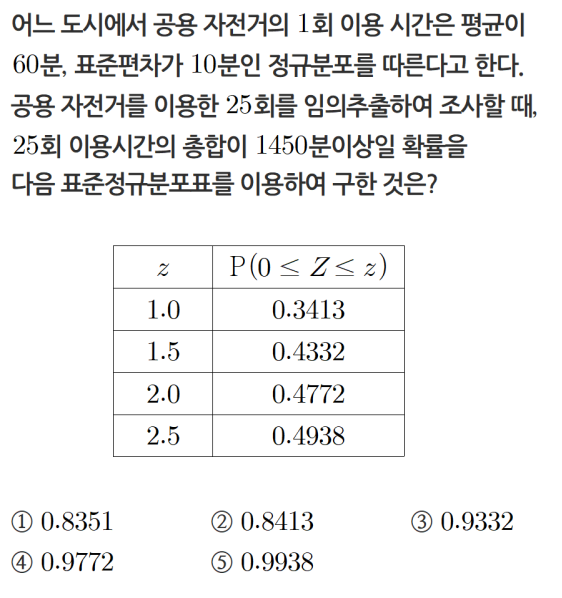 어느 도시에서 공용 자전거의 1회 이용 시간은 평균이
60분, 표준편차가 10분인 정규분포를 따른다고 한다.
공용 자전거를 이용한 25회를 임의추출하여 조사할 때,
25회 이용시간의 총합이 1450분이상일 확률을
다음 표준정규분포표를 이용하여 구한 것은?
z P(0 ≤ Z ≤ z)
1.0 0.3413
1.5 0.4332
2.0 0.4772
2.5 0.4938
① 0.8351 ② 0.8413 ③ 0.9332
④ 0.9772 ⑤ 0.9938